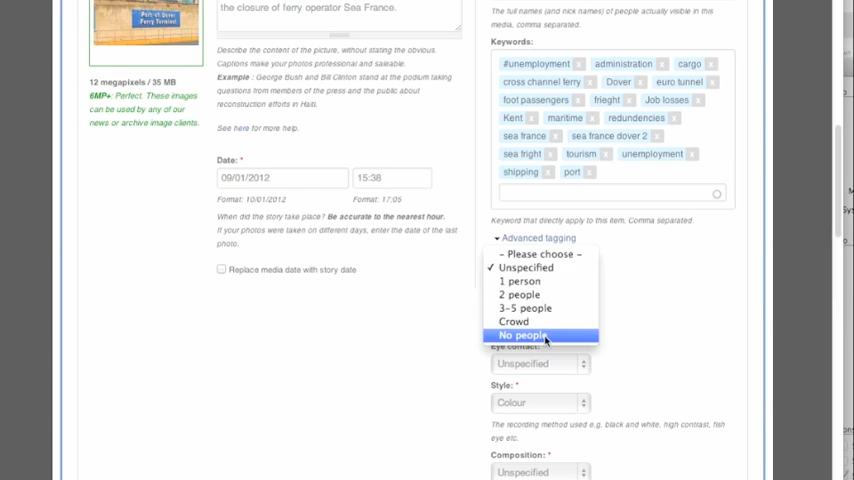 the closure of ferry operator Sea France.
Port of Dover
Ferry Terminal
12 megapixels / 35 MB
6MP+: Perfect. These images
can be used by any of our
news or archive image clients.
Describe the content of the picture, without stating the obvious.
Captions make your photos professional and saleable.
Example : George Bush and Bill Clinton stand at the podium taking
questions from members of the press and the public about
reconstruction efforts in Haiti.
See here for more help.
Date: *
09/01/2012 15:38
Format: 10/01/2012 Format: 17:05
When did the story take place? Be accurate to the nearest hour.
If your photos were taken on different days, enter the date of the last
photo.
Replace media date with story date
The full names (and nick names) of people actually visible in this
media, comma separated.
Keywords:
#unemployment x administration x cargo x
cross channel ferry x Dover x euro tunnel x
foot passengers x frieght x Job losses x
Kent x maritime x redundencies x
sea france x sea france dover 2 x
sea fright x tourism x unemployment x
shipping x port x
Keyword that directly apply to this item. Comma separated.
Advanced tagging
- Please choose -
✓ Unspecified
1 person
2 people
3-5 people
Crowd
No people
Eye contact: *
Unspecified
Style: *
Colour
The recording method used e.g. black and white, high contrast, fish
eye etc.
Composition: *
Unspecified